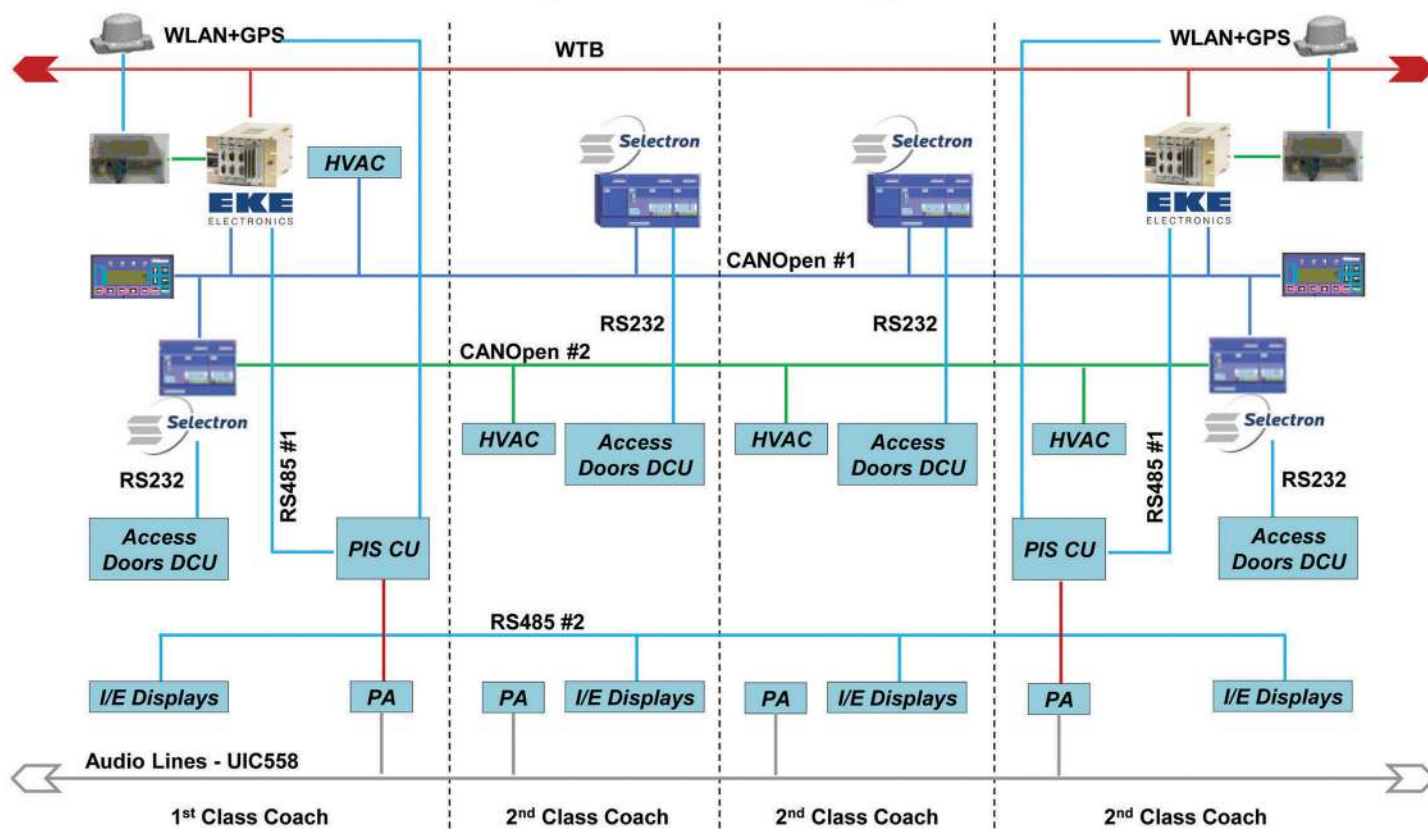 WLAN+GPS
WTB
WLAN+GPS
Selectron
Selectron
HVAC
EKE
ELECTRONICS
EKE
ELECTRONICS
CANOpen #1
RS232
RS232
CANOpen #2
Selectron
Selectron
HVAC
Access
Doors DCU
HVAC
Access
Doors DCU
HVAC
RS232
RS485 #1
RS485 #1
RS232
Access
Doors DCU
PIS CU
PIS CU
Access
Doors DCU
RS485 #2
I/E Displays
PA
PA
I/E Displays
PA
I/E Displays
PA
I/E Displays
Audio Lines - UIC558
1st Class Coach
2nd Class Coach
2nd Class Coach
2nd Class Coach